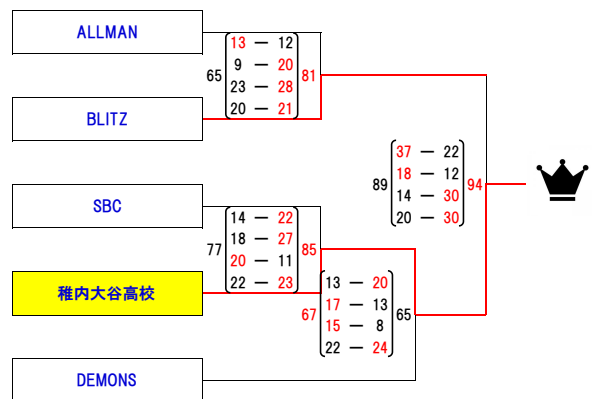 ALLMAN
13 — 12
9 — 20
65 81
23 — 28
20 — 21
BLITZ
37 — 22
18 — 12
89 94
14 — 30
20 — 30
SBC
14 — 22
18 — 27
77 85
20 — 11
22 — 23
稚内大谷高校
13 — 20
17 — 13
67 65
15 — 8
22 — 24
DEMONS